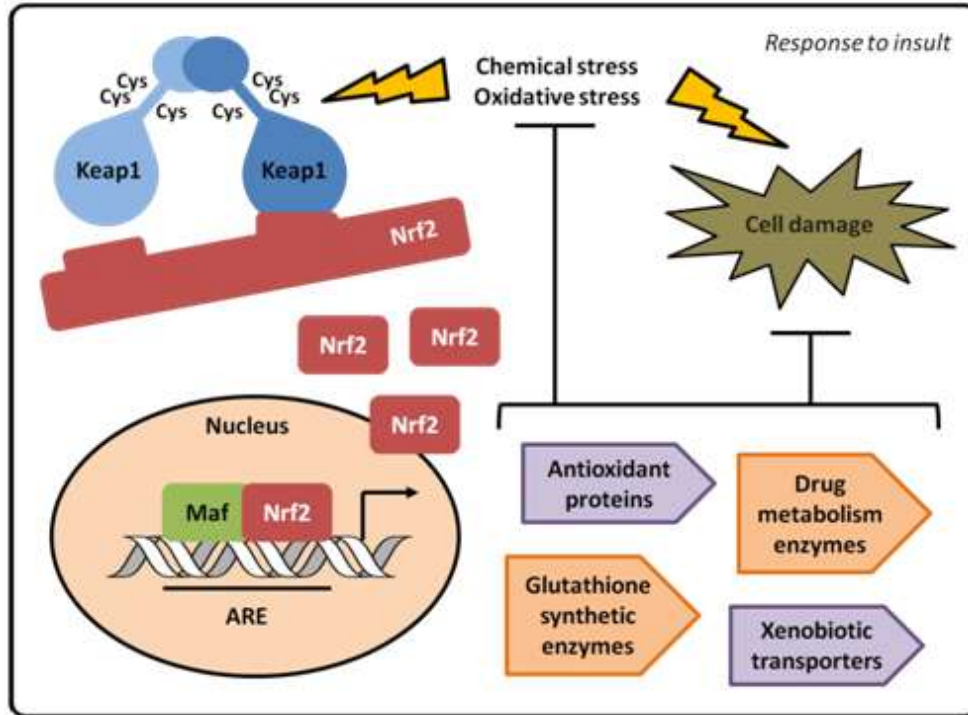 Response to insult
Cys
Cys
Cys
Cys
Cys
Cys
Keap1
Keap1
Nrf2
Chemical stress
Oxidative stress
Cell damage
Nrf2
Nrf2
Nrf2
Nucleus
Maf
Nrf2
ARE
Antioxidant
proteins
Drug
metabolism
enzymes
Glutathione
synthetic
enzymes
Xenobiotic
transporters